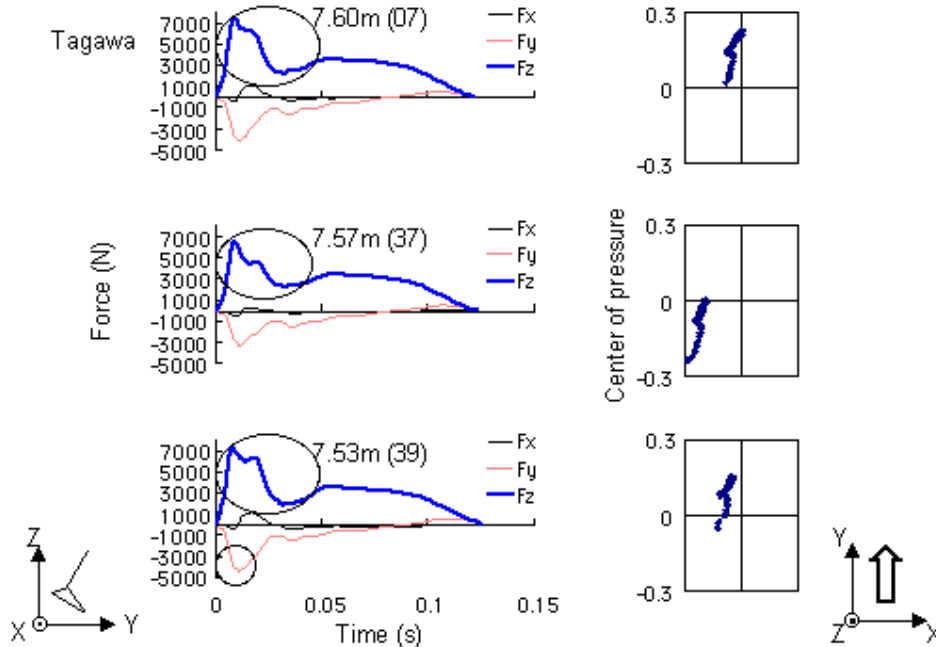 Tagawa
7.60m (07)
Fx
Fy
Fz
7000
5000
3000
1000
-1000
-3000
-5000
0.3
0
-0.3
7.57m (37)
Fx
Fy
Fz
7000
5000
3000
1000
-1000
-3000
-5000
Force (N)
0.3
0
-0.3
Center of pressure
7.53m (39)
Fx
Fy
Fz
7000
5000
3000
1000
-1000
-3000
-5000
0 0.05 0.1 0.15
Time (s)
0.3
0
-0.3
Z
X
Y
Y
Z
X